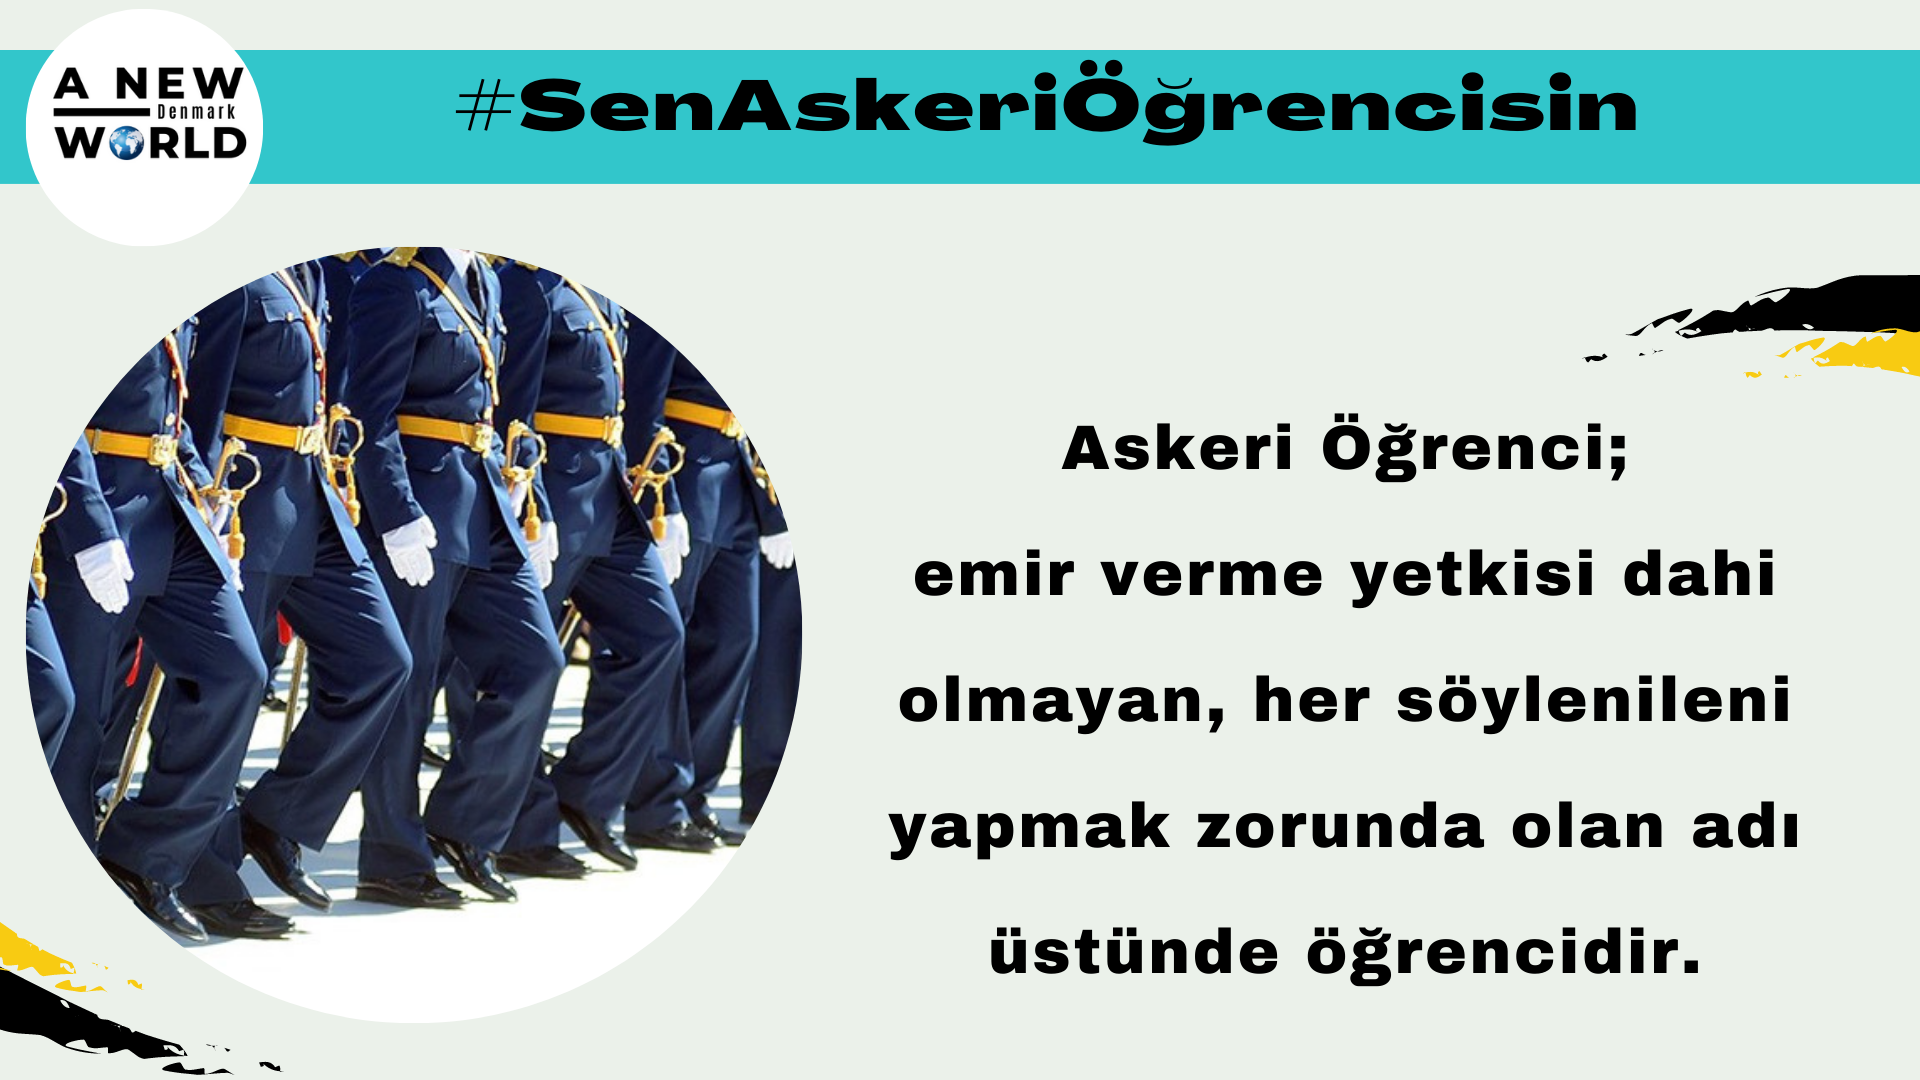 A NEW
Denmark
WORLD
#SenAskeriÖğrencisin
Askeri Öğrenci;
emir verme yetkisi dahi
olmayan, her söylenileni
yapmak zorunda olan adı
üstünde öğrencidir.